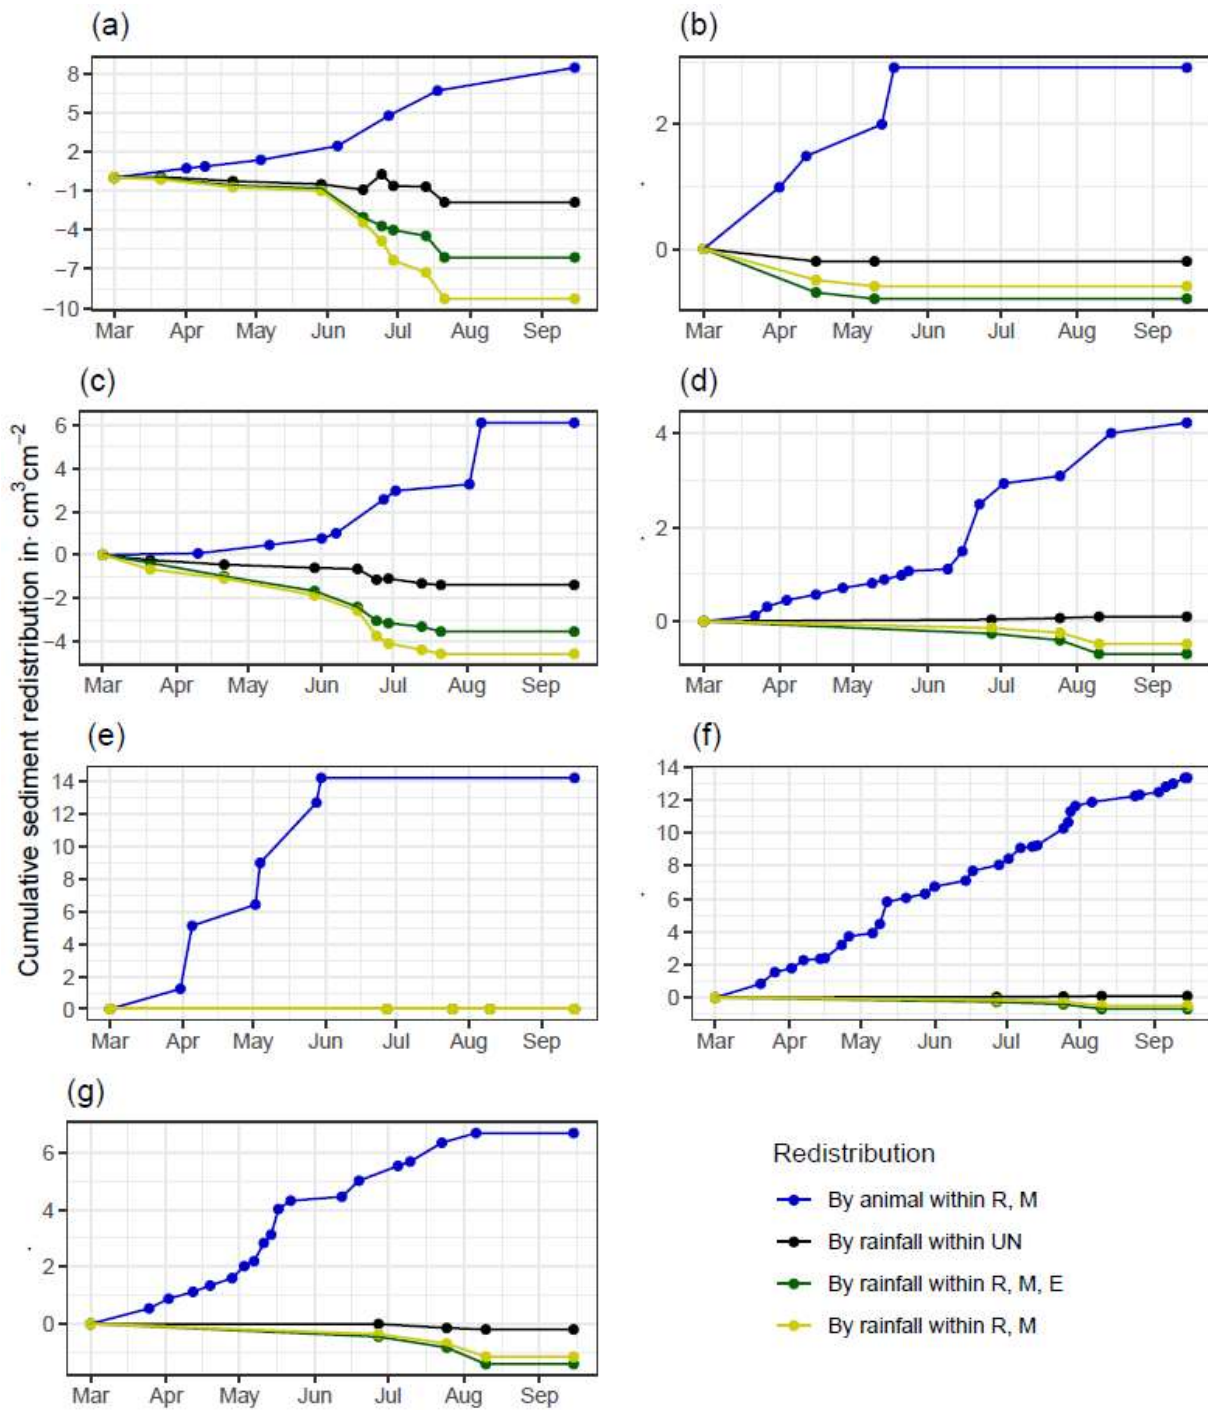 (a)
8
5
2
−1
−4
−7
−10
Mar Apr May Jun Jul Aug Sep
(b)
2
0
Mar Apr May Jun Jul Aug Sep
(c)
6
4
2
0
−2
−4
Mar Apr May Jun Jul Aug Sep
(d)
4
2
0
Mar Apr May Jun Jul Aug Sep
Cumulative sediment redistribution in· cm³cm⁻²
(e)
14
12
10
8
6
4
2
0
Mar Apr May Jun Jul Aug Sep
(f)
14
12
10
8
6
4
2
0
Mar Apr May Jun Jul Aug Sep
(g)
6
4
2
0
Mar Apr May Jun Jul Aug Sep
Redistribution
By animal within R, M
By rainfall within UN
By rainfall within R, M, E
By rainfall within R, M